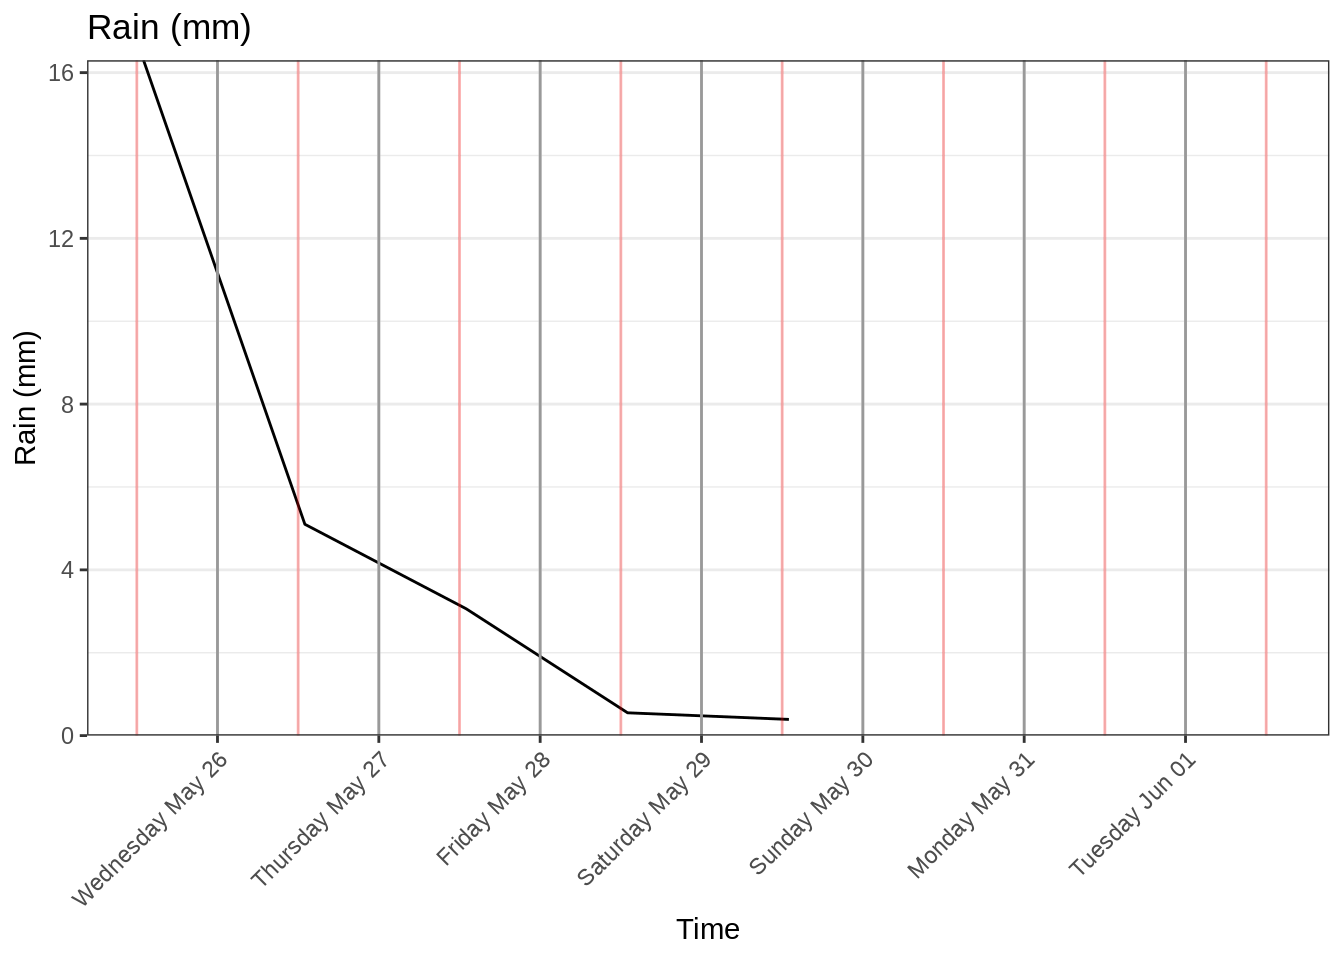 Rain (mm)
16
12
8
4
0
Rain (mm)
Wednesday May 26
Thursday May 27
Friday May 28
Saturday May 29
Sunday May 30
Monday May 31
Tuesday Jun 01
Time